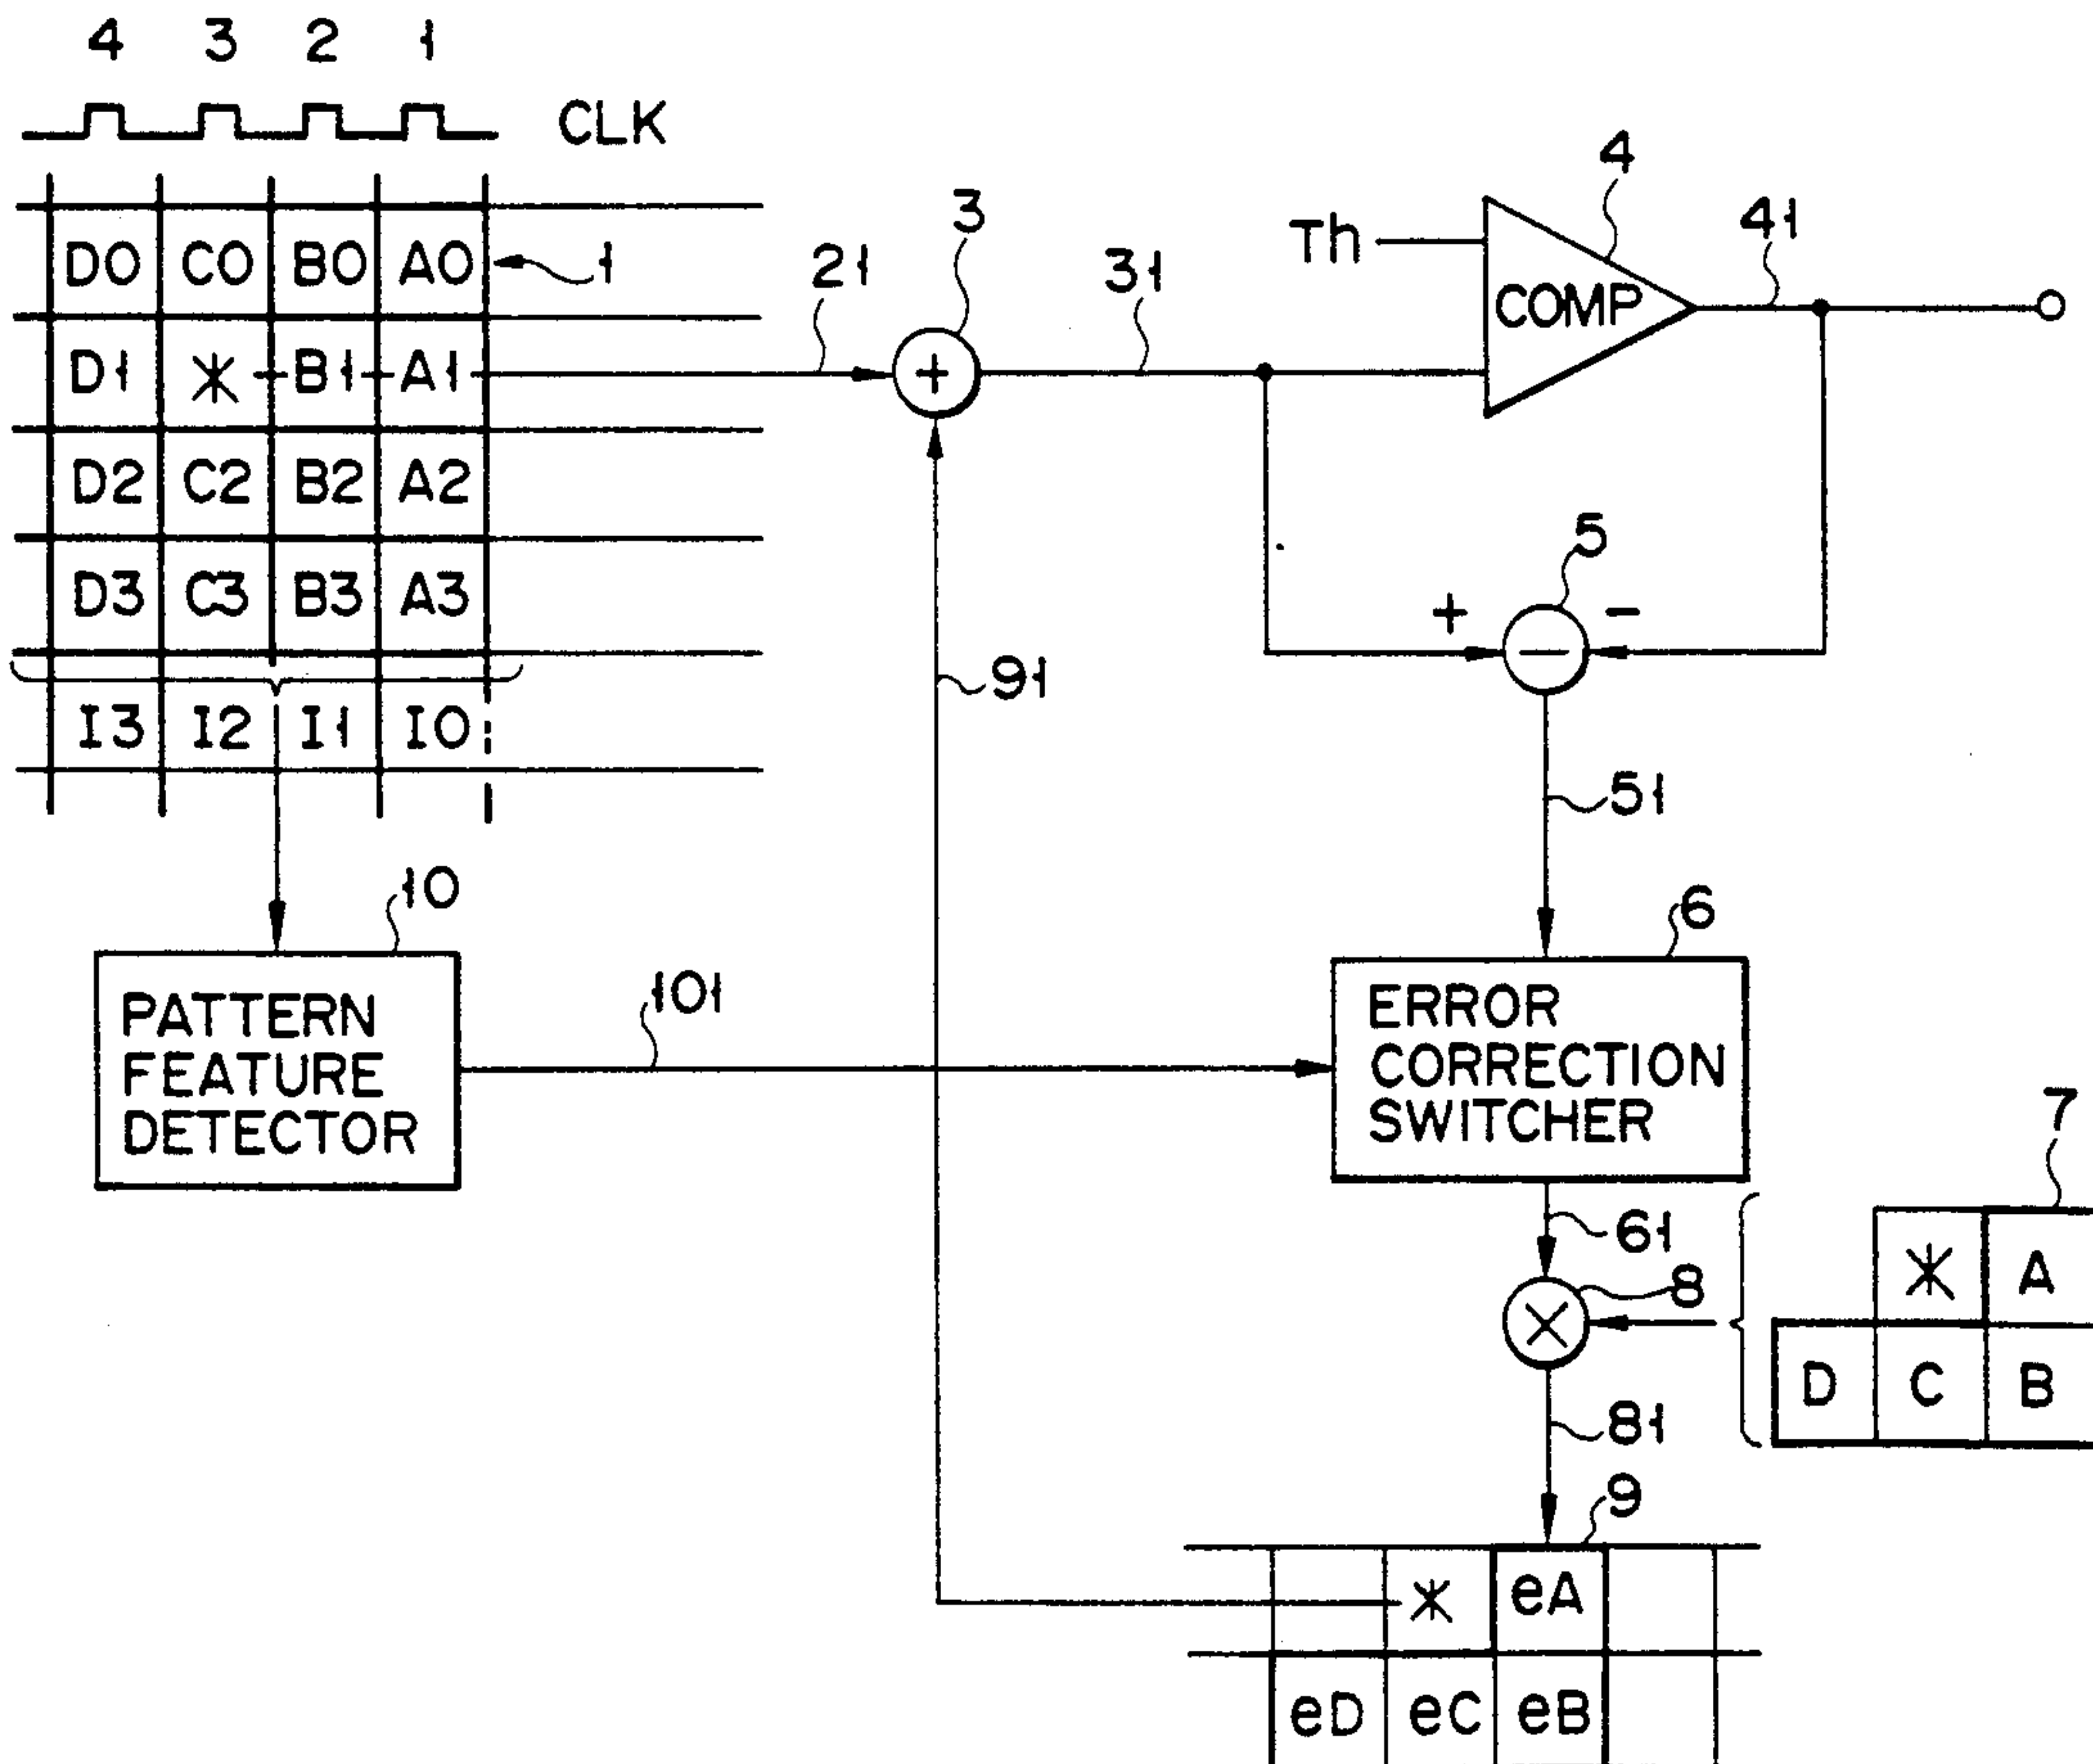 4 3 2 1
CLK
D0 C0 B0 A0
1
D1 * B1 A1
D2 C2 B2 A2
D3 C3 B3 A3
I3 I2 I1 I0
21
3
+
31
Th
4
COMP
41
5
+
-
—
51
91
10
PATTERN
FEATURE
DETECTOR
101
6
ERROR
CORRECTION
SWITCHER
61
8
×
7
* A
D C B
81
9
* eA
eD eC eB